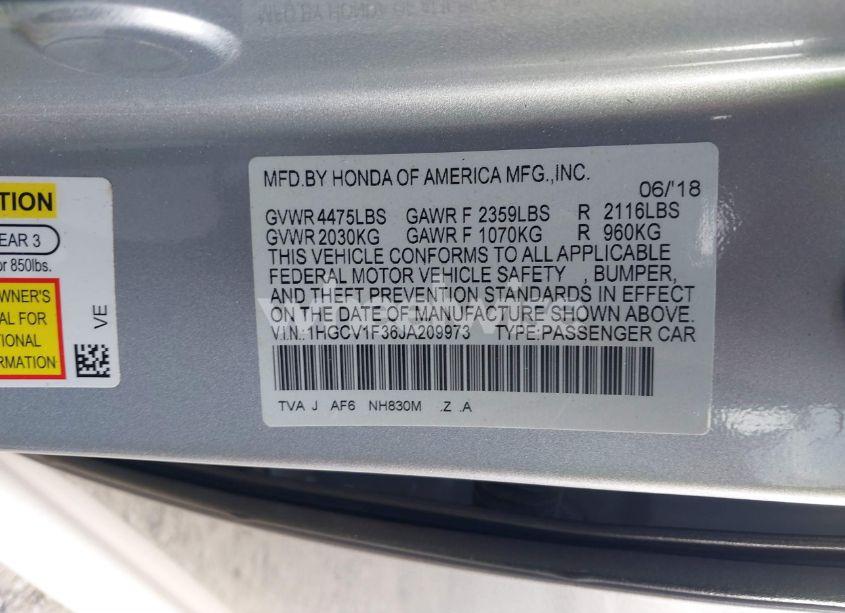 TION
EAR 3
or 850lbs.
WNER'S
AL FOR
TIONAL
ORMATION
VE
MFD.BY HONDA OF AMERICA MFG.,INC.
06/'18
GVWR 4475LBS GAWR F 2359LBS R 2116LBS
GVWR 2030KG GAWR F 1070KG R 960KG
THIS VEHICLE CONFORMS TO ALL APPLICABLE
FEDERAL MOTOR VEHICLE SAFETY , BUMPER,
AND THEFT PREVENTION STANDARDS IN EFFECT
ON THE DATE OF MANUFACTURE SHOWN ABOVE.
V.I.N.:1HGCV1F36JA209973 TYPE:PASSENGER CAR
TVA J AF6 NH830M .Z .A